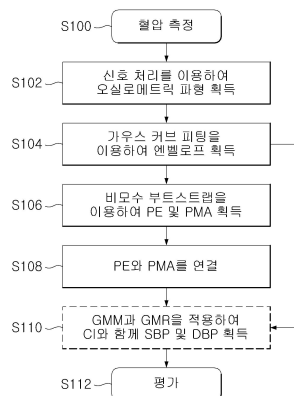 S100
혈압 측정
S102
신호 처리를 이용하여
오실로메트릭 파형 획득
S104
가우스 커브 피팅을
이용하여 엔벨로프 획득
S106
비모수 부트스트랩을
이용하여 PE 및 PMA 획득
S108
PE와 PMA를 연결
S110
GMM과 GMR을 적용하여
CI와 함께 SBP 및 DBP 획득
S112
평가